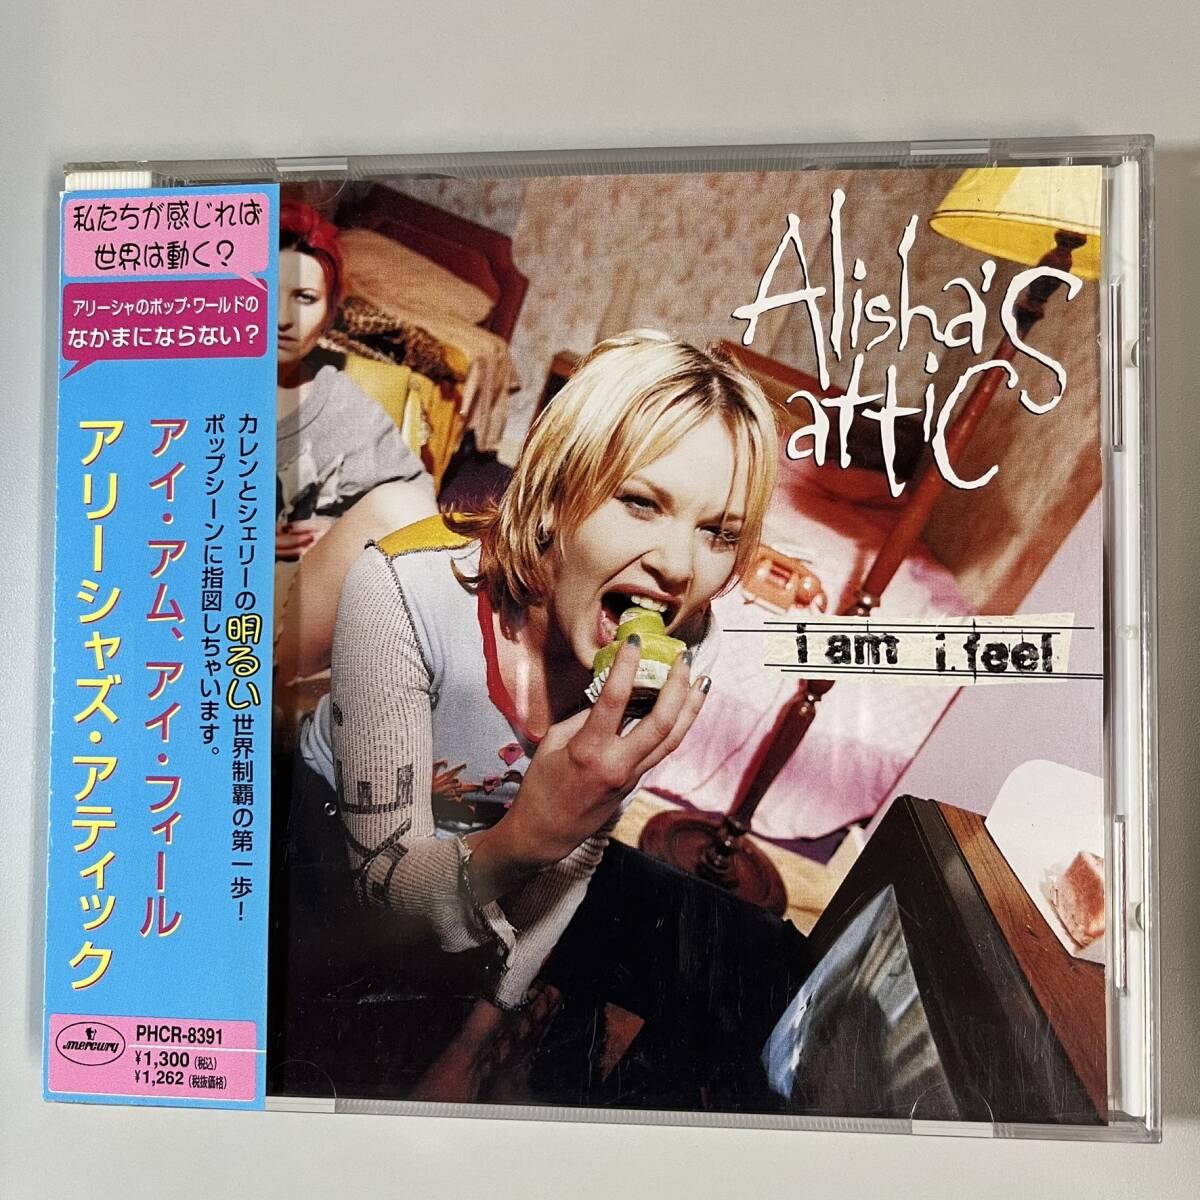 私たちが感じれば
世界は動く?
アリーシャのポップ・ワールドの
なかまにならない?
カレンとシェリーの明るい世界制覇の第一歩!
ポップシーンに指図しちゃいます。
アイ・アム、アイ・フィール
アリーシャズ・アティック
mercury
PHCR-8391
¥1,300(税込)
¥1,262(税抜価格)
Alisha's
attic
i am i feel